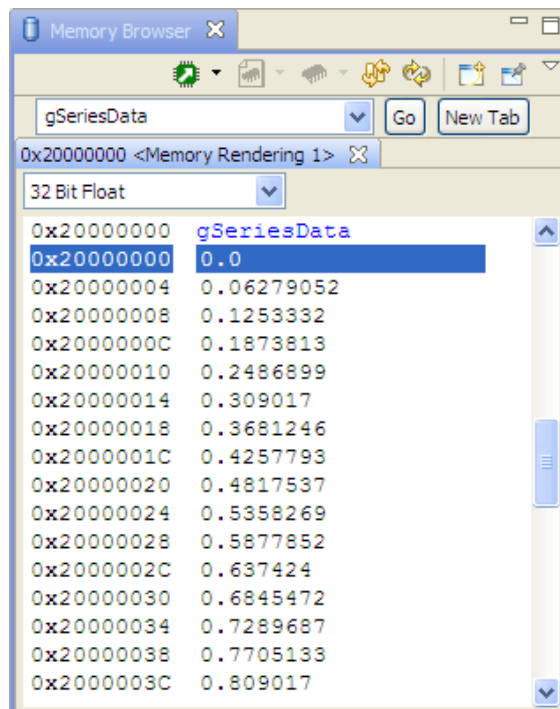 Memory Browser
gSeriesData Go New Tab
0x20000000 <Memory Rendering 1>
32 Bit Float
0x20000000 gSeriesData
0x20000000 0.0
0x20000004 0.06279052
0x20000008 0.1253332
0x2000000C 0.1873813
0x20000010 0.2486899
0x20000014 0.309017
0x20000018 0.3681246
0x2000001C 0.4257793
0x20000020 0.4817537
0x20000024 0.5358269
0x20000028 0.5877852
0x2000002C 0.637424
0x20000030 0.6845472
0x20000034 0.7289687
0x20000038 0.7705133
0x2000003C 0.809017